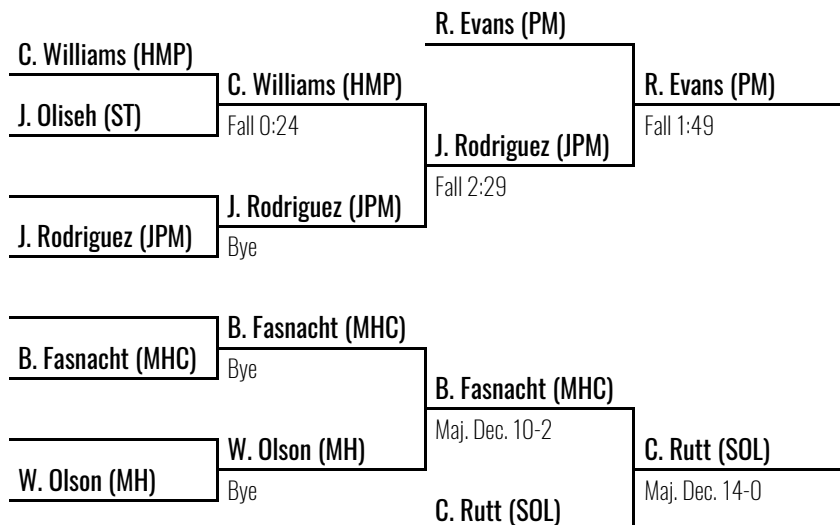 R. Evans (PM)
C. Williams (HMP)
C. Williams (HMP)
R. Evans (PM)
J. Oliseh (ST)
Fall 0:24
Fall 1:49
J. Rodriguez (JPM)
Fall 2:29
J. Rodriguez (JPM)
J. Rodriguez (JPM)
Bye
B. Fasnacht (MHC)
B. Fasnacht (MHC)
Bye
B. Fasnacht (MHC)
Maj. Dec. 10-2
W. Olson (MH)
C. Rutt (SOL)
W. Olson (MH)
Bye
Maj. Dec. 14-0
C. Rutt (SOL)